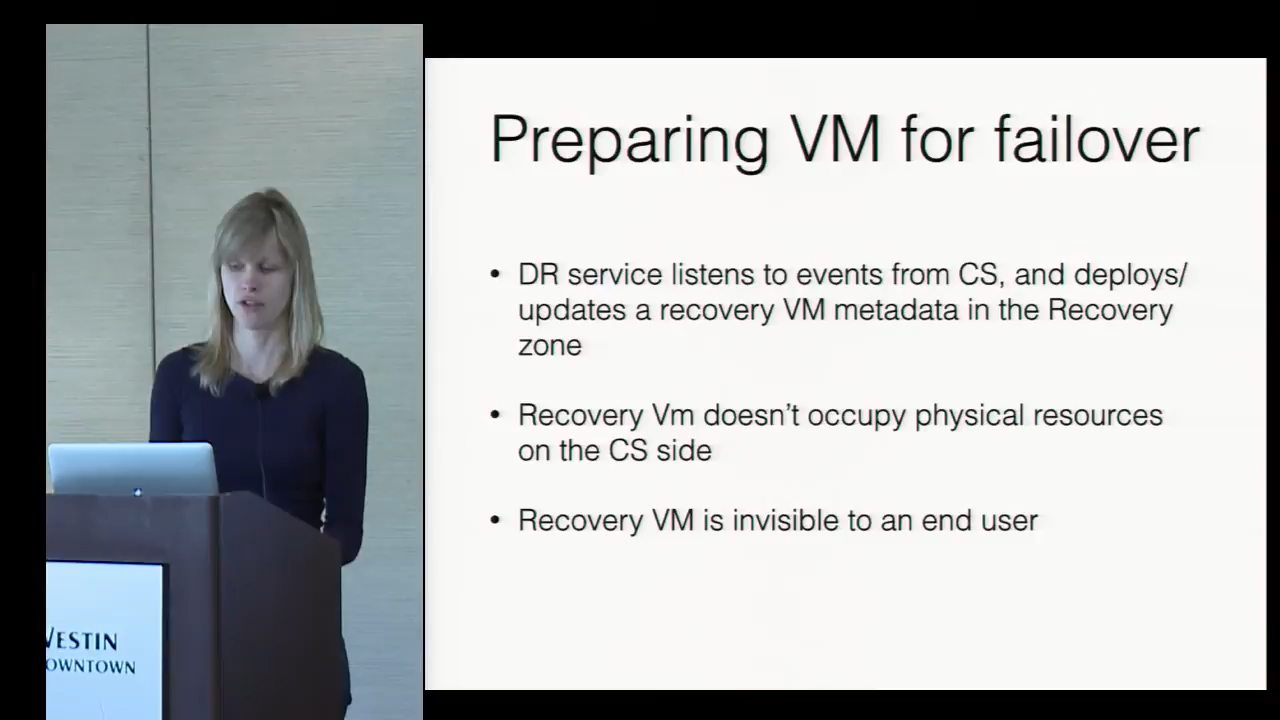 Preparing VM for failover
• DR service listens to events from CS, and deploys/
updates a recovery VM metadata in the Recovery
zone
• Recovery Vm doesn’t occupy physical resources
on the CS side
• Recovery VM is invisible to an end user
WESTIN
DOWNTOWN